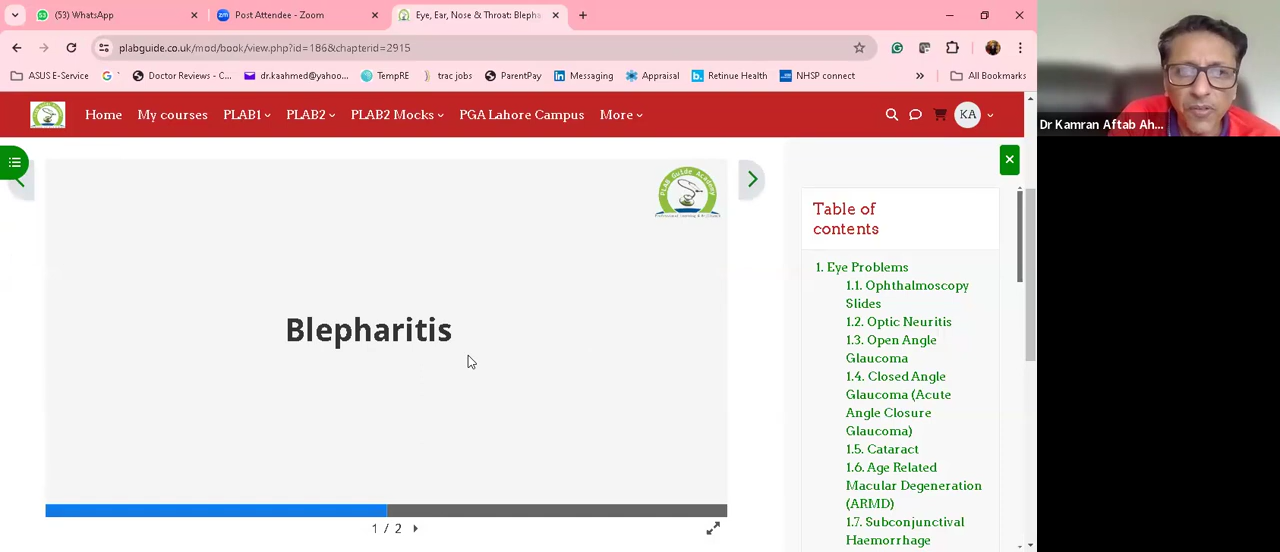 (53) WhatsApp
Post Attendee - Zoom
Eye, Ear, Nose & Throat: Bleph
plabguide.co.uk/mod/book/view.php?id=186&chapterid=2915
ASUS E-Service
Doctor Reviews - C...
dr.kaahmed@yahoo...
TempRE
trac jobs
ParentPay
Messaging
Appraisal
Retinue Health
NHSP connect
All Bookmarks
Home
My courses
PLAB1
PLAB2
PLAB2 Mocks
PGA Lahore Campus
More
KA
Dr Kamran Aftab Ah...
PLAB Guide Academy
Blepharitis
1 / 2
Table of
contents
1. Eye Problems
1.1. Ophthalmoscopy
Slides
1.2. Optic Neuritis
1.3. Open Angle
Glaucoma
1.4. Closed Angle
Glaucoma (Acute
Angle Closure
Glaucoma)
1.5. Cataract
1.6. Age Related
Macular Degeneration
(ARMD)
1.7. Subconjunctival
Haemorrhage